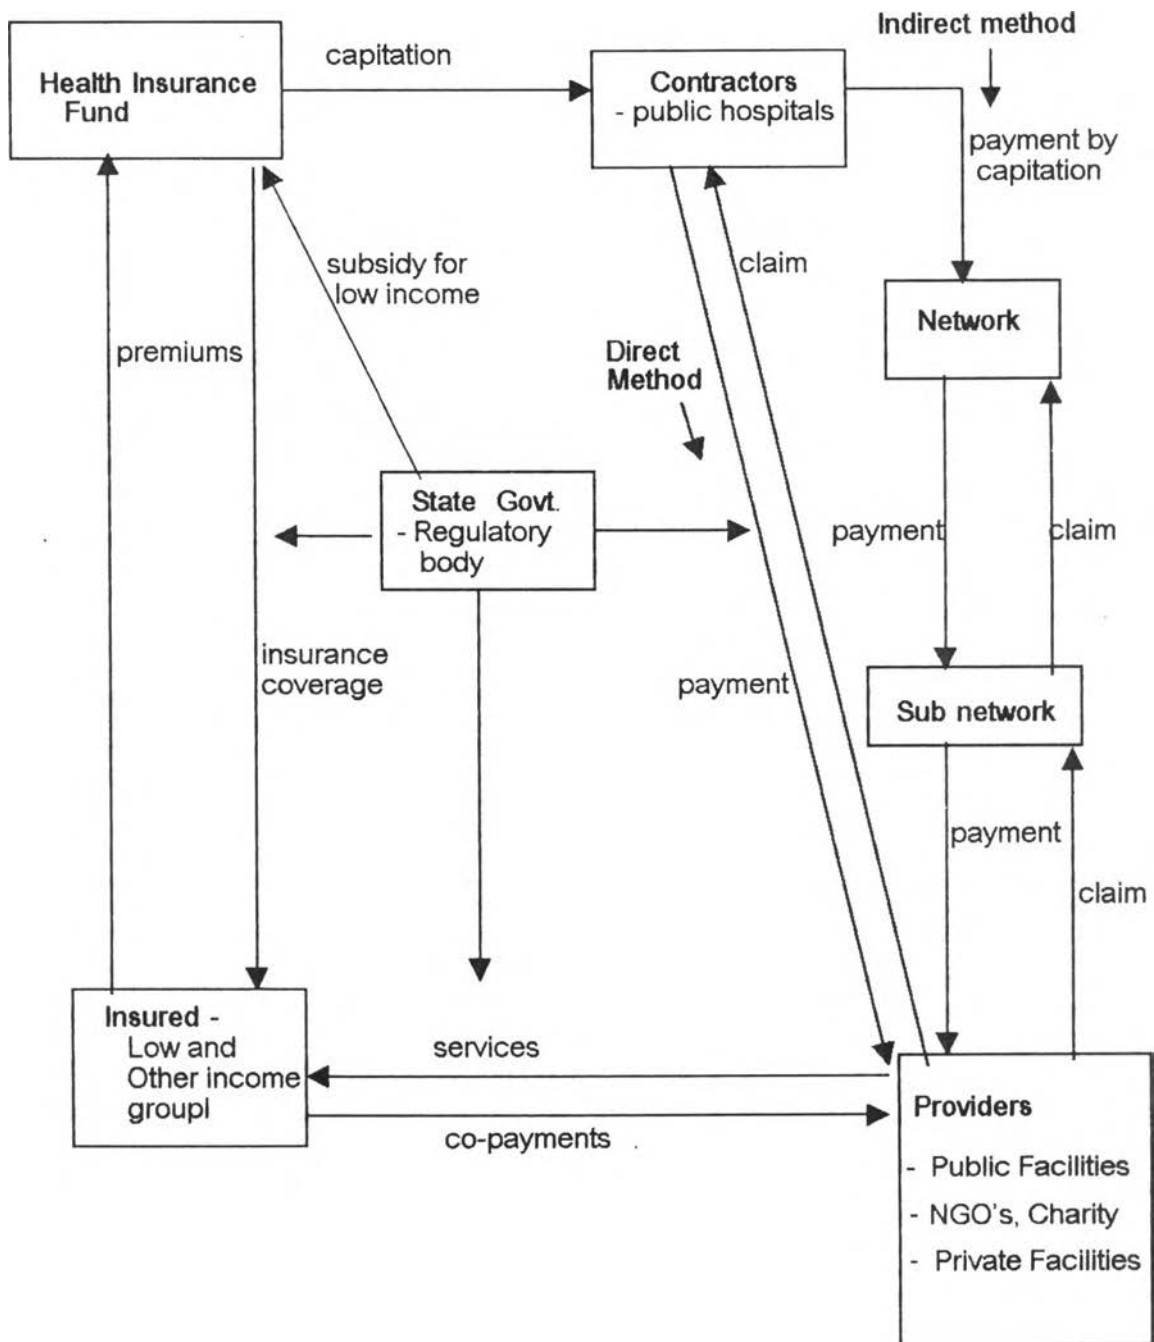 Indirect method
Health Insurance
Fund
capitation
Contractors
- public hospitals
payment by
capitation
subsidy for
low income
claim
Network
premiums
Direct
Method
State Govt.
- Regulatory
body
payment
claim
insurance
coverage
payment
Sub network
payment
claim
Insured -
Low and
Other income
groupl
services
co-payments
Providers
- Public Facilities
- NGO's, Charity
- Private Facilities